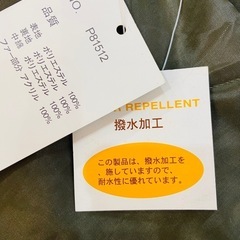 O.
P81512
品質
表地 ポリエステル 100%
裏地 ポリエステル 100%
中綿 ポリエステル 100%
ファー部分 アクリル 100%
REPELLENT
撥水加工
この製品は、撥水加工を
施していますので、
耐水性に優れています。